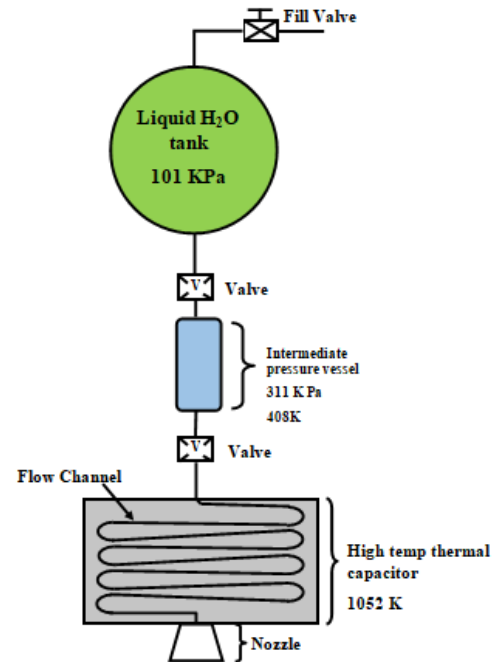 Fill Valve
Liquid H₂O
tank
101 KPa
V
Valve
Intermediate
pressure vessel
311 K Pa
408K
V
Valve
Flow Channel
High temp thermal
capacitor
1052 K
Nozzle